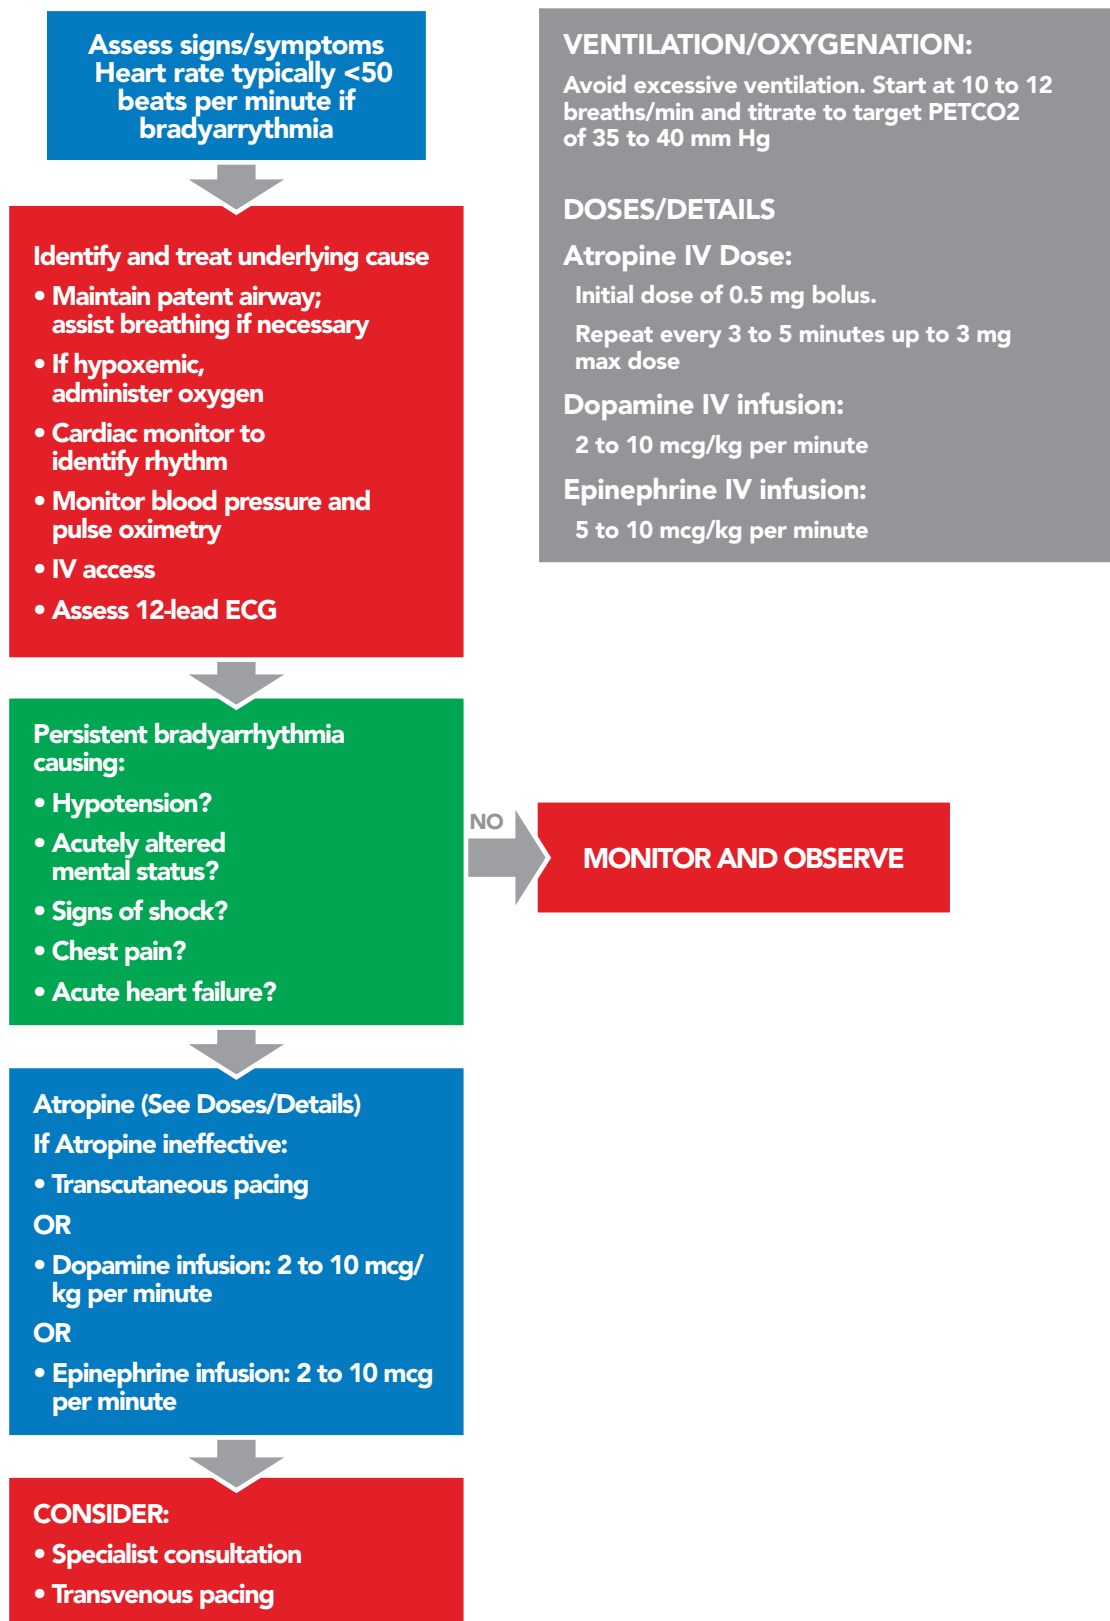 Assess signs/symptoms
Heart rate typically <50
beats per minute if
bradyarrythmia
Identify and treat underlying cause
• Maintain patent airway;
assist breathing if necessary
• If hypoxemic,
administer oxygen
• Cardiac monitor to
identify rhythm
• Monitor blood pressure and
pulse oximetry
• IV access
• Assess 12-lead ECG
Persistent bradyarrhythmia
causing:
• Hypotension?
• Acutely altered
mental status?
• Signs of shock?
• Chest pain?
• Acute heart failure?
NO
MONITOR AND OBSERVE
Atropine (See Doses/Details)
If Atropine ineffective:
• Transcutaneous pacing
OR
• Dopamine infusion: 2 to 10 mcg/
kg per minute
OR
• Epinephrine infusion: 2 to 10 mcg
per minute
CONSIDER:
• Specialist consultation
• Transvenous pacing
VENTILATION/OXYGENATION:
Avoid excessive ventilation. Start at 10 to 12
breaths/min and titrate to target PETCO2
of 35 to 40 mm Hg
DOSES/DETAILS
Atropine IV Dose:
Initial dose of 0.5 mg bolus.
Repeat every 3 to 5 minutes up to 3 mg
max dose
Dopamine IV infusion:
2 to 10 mcg/kg per minute
Epinephrine IV infusion:
5 to 10 mcg/kg per minute